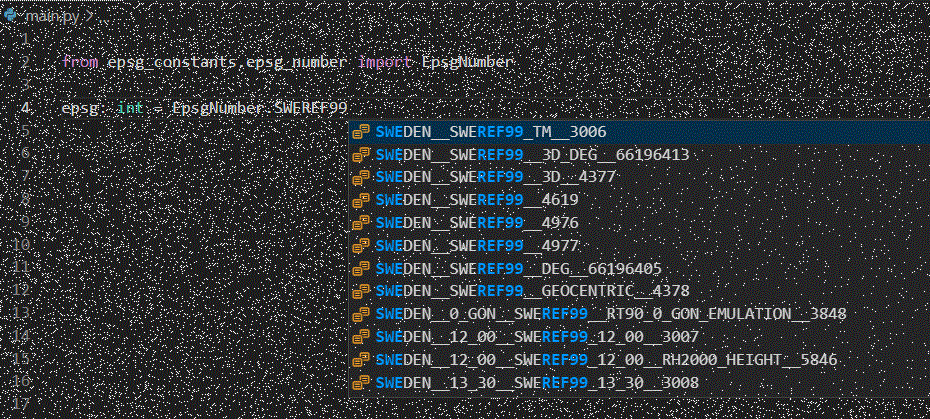 main.py >
1
2 from epsg_constants.epsg_number import EpsgNumber
3
4 epsg: int = EpsgNumber.SWEREF99
5 SWEDEN__SWEREF99_TM__3006
6 SWEDEN__SWEREF99__3D_DEG__66196413
7 SWEDEN__SWEREF99__3D__4377
8 SWEDEN__SWEREF99__4619
9 SWEDEN__SWEREF99__4976
10 SWEDEN__SWEREF99__4977
11 SWEDEN__SWEREF99__DEG__66196405
12 SWEDEN__SWEREF99__GEOCENTRIC__4378
13 SWEDEN__0_GON__SWEREF99__RT90_0_GON_EMULATION__3848
14 SWEDEN__12_00__SWEREF99_12_00__3007
15 SWEDEN__12_00__SWEREF99_12_00__RH2000_HEIGHT__5846
16 SWEDEN__13_30__SWEREF99_13_30__3008
17